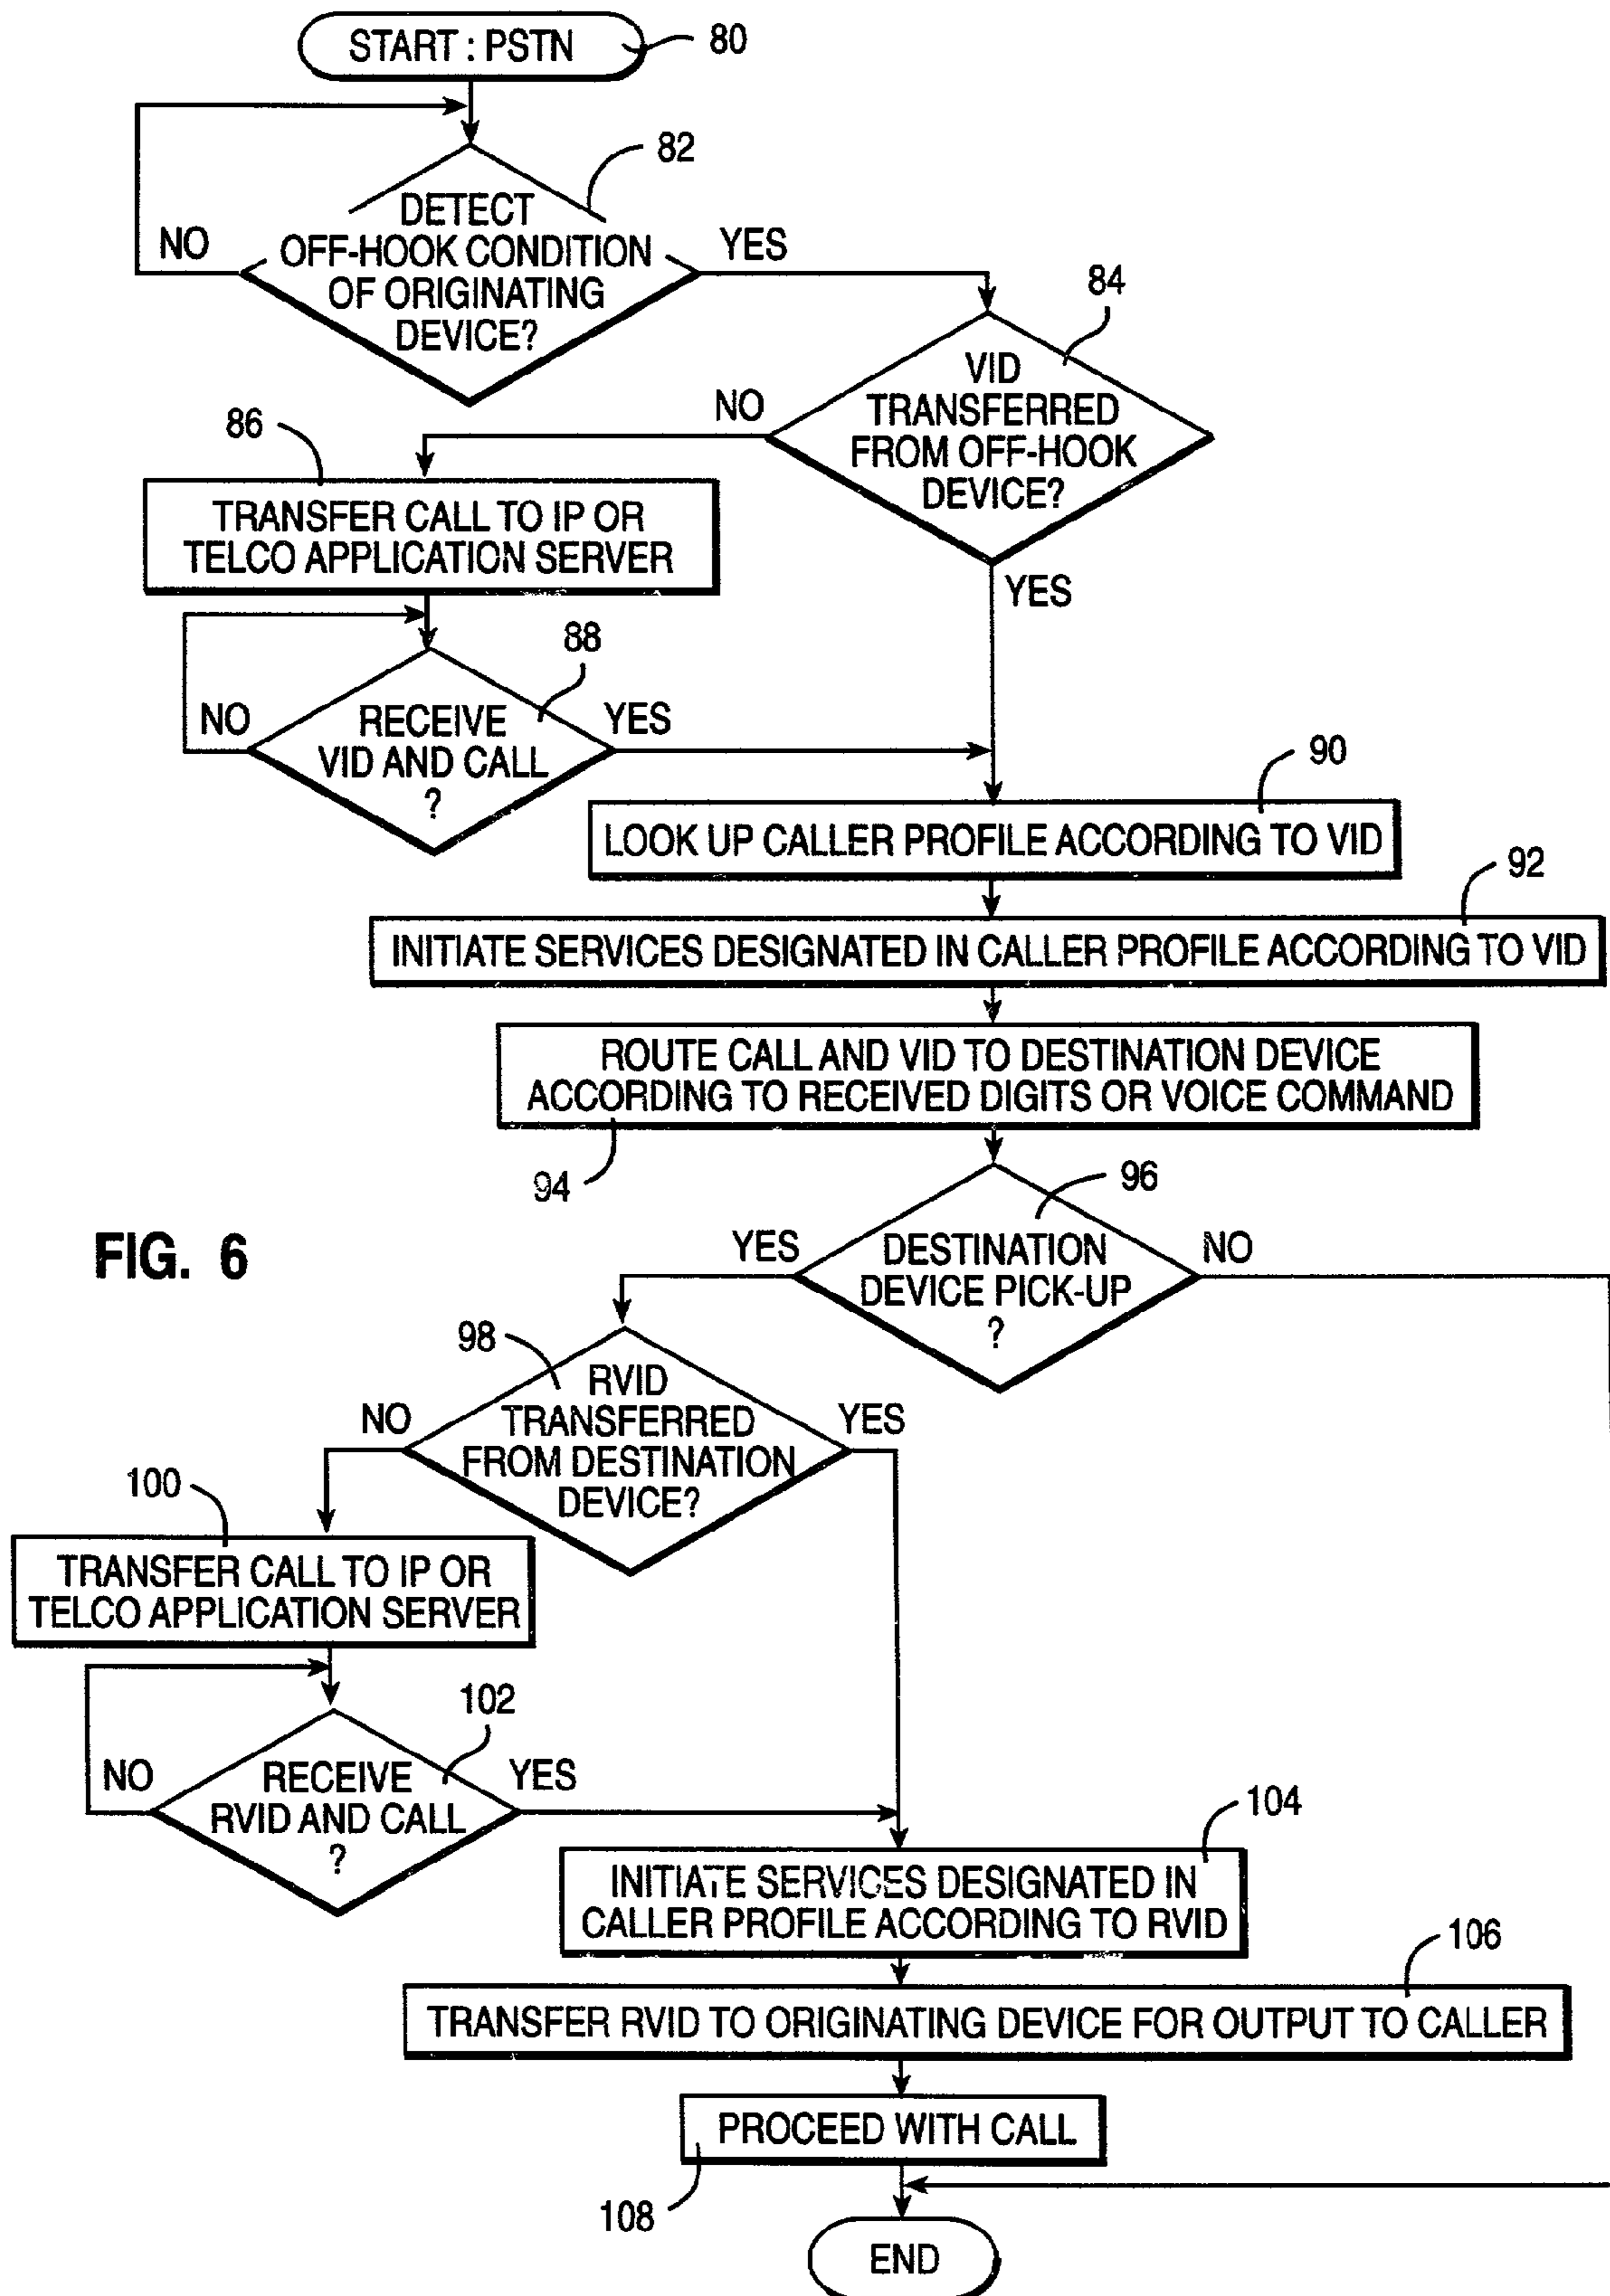 START : PSTN
80
82
DETECT
OFF-HOOK CONDITION
OF ORIGINATING
DEVICE?
NO
YES
84
VID
TRANSFERRED
FROM OFF-HOOK
DEVICE?
NO
YES
86
TRANSFER CALL TO IP OR
TELCO APPLICATION SERVER
88
RECEIVE
VID AND CALL
?
NO
YES
90
LOOK UP CALLER PROFILE ACCORDING TO VID
92
INITIATE SERVICES DESIGNATED IN CALLER PROFILE ACCORDING TO VID
ROUTE CALL AND VID TO DESTINATION DEVICE
ACCORDING TO RECEIVED DIGITS OR VOICE COMMAND
94
96
FIG. 6
DESTINATION
DEVICE PICK-UP
?
YES
NO
98
RVID
TRANSFERRED
FROM DESTINATION
DEVICE?
NO
YES
100
TRANSFER CALL TO IP OR
TELCO APPLICATION SERVER
102
RECEIVE
RVID AND CALL
?
NO
YES
104
INITIATE SERVICES DESIGNATED IN
CALLER PROFILE ACCORDING TO RVID
106
TRANSFER RVID TO ORIGINATING DEVICE FOR OUTPUT TO CALLER
PROCEED WITH CALL
108
END